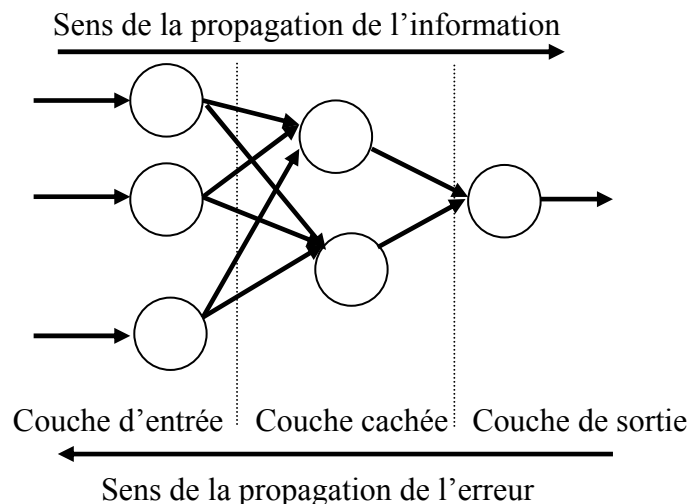 Sens de la propagation de l’information
Couche d’entrée Couche cachée Couche de sortie
Sens de la propagation de l’erreur